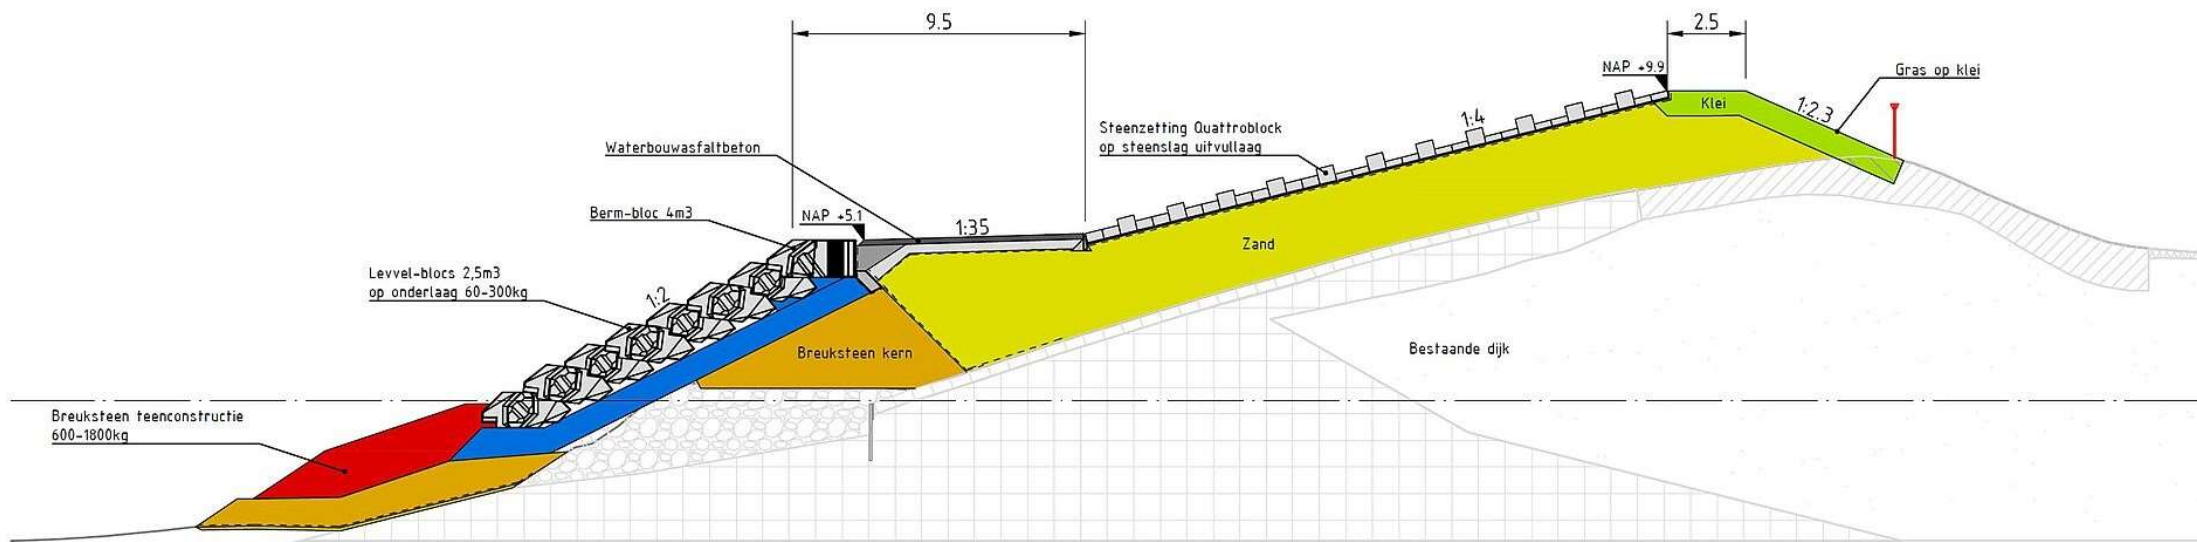 9.5
2.5
NAP +9.9
Gras op klei
Klei
1:2.3
1:4
Steenzetting Quattroblock
op steenslag uitvullaag
Waterbouwasfaltbeton
Berm-bloc 4m3
NAP +5.1
1:35
Zand
Levvel-blocs 2,5m3
op onderlaag 60-300kg
1:2
Breuksteen kern
Bestaande dijk
Breuksteen teenconstructie
600-1800kg